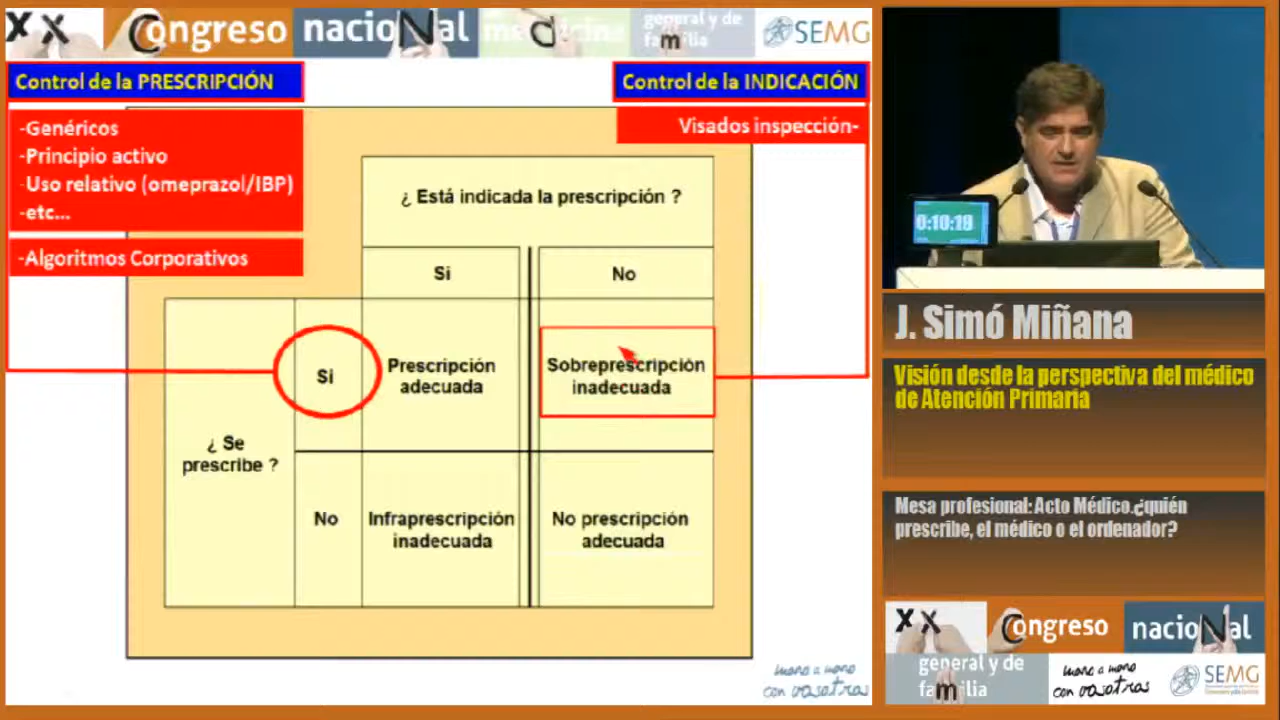 XX Congreso nacioNal medicina general y de familia SEMG
Control de la PRESCRIPCIÓN
Control de la INDICACIÓN
-Genéricos
-Principio activo
-Uso relativo (omeprazol/IBP)
-etc...
-Algoritmos Corporativos
Visados inspección-
¿ Está indicada la prescripción ?
Si
No
¿ Se
prescribe ?
Si
Prescripción
adecuada
Sobreprescripción
inadecuada
No
Infraprescripción
inadecuada
No prescripción
adecuada
mano a mano
con vosotros
0:10:19
J. Simó Miñana
Visión desde la perspectiva del médico
de Atención Primaria
Mesa profesional: Acto Médico.¿quién
prescribe, el médico o el ordenador?
XX Congreso nacioNal
general y de
familia
mano a mano
con vosotros
SEMG